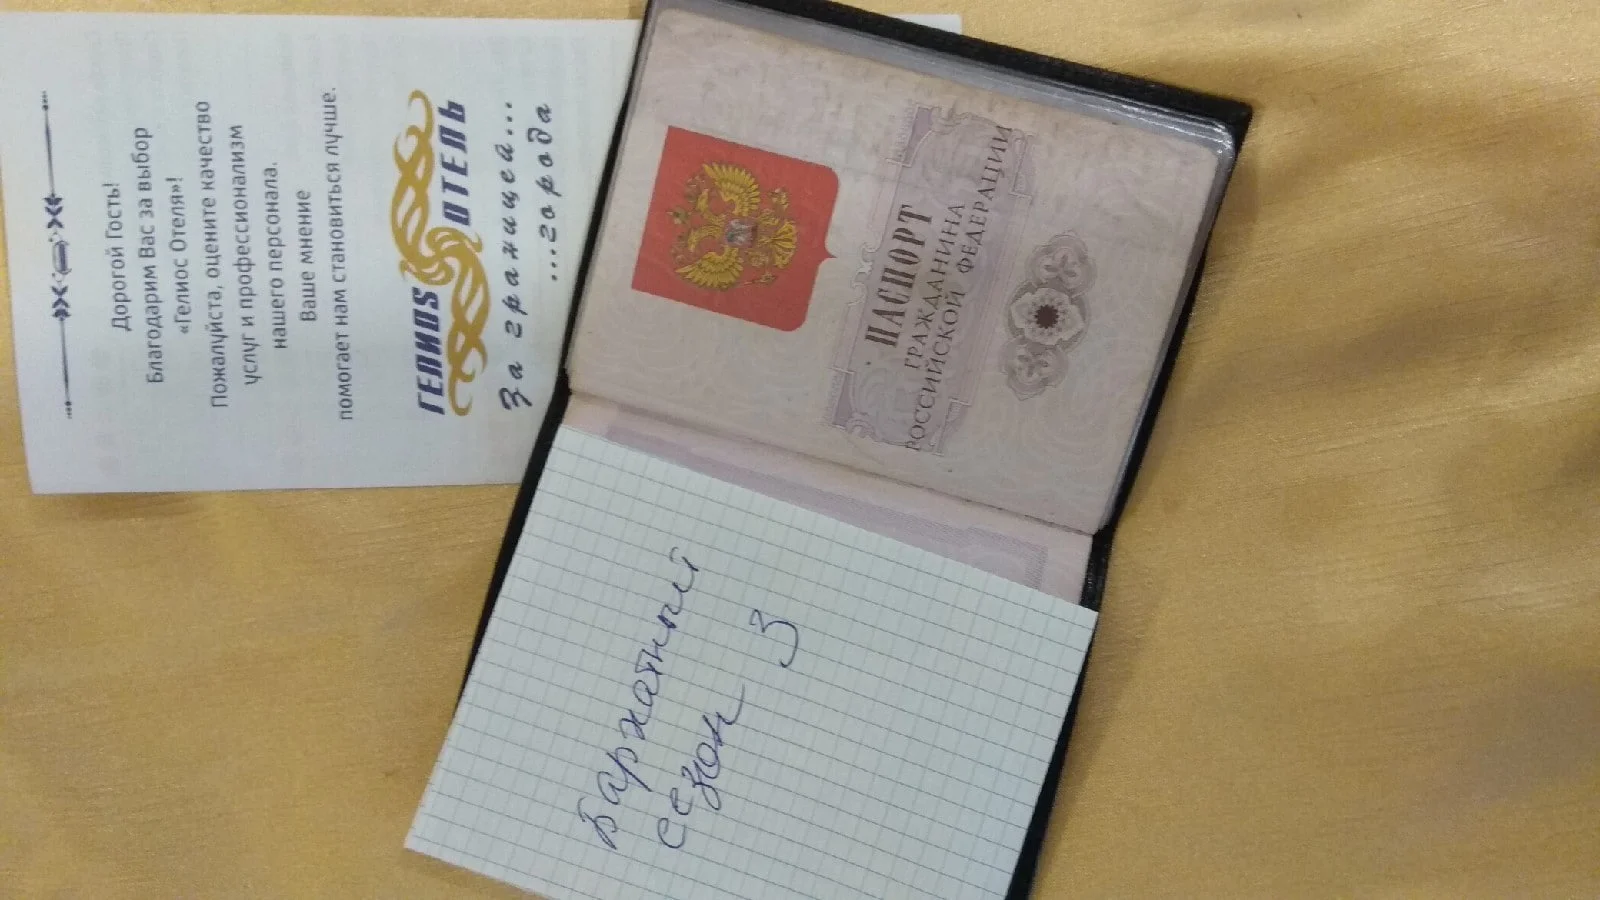 Дорогой Гость!
Благодарим Вас за выбор
«Гелиос Отеля»!
Пожалуйста, оцените качество
услуг и профессионализм
нашего персонала.
Ваше мнение
помогает нам становиться лучше.
ГЕЛИОS ОТЕЛЬ
За границей...
...города
ПАСПОРТ
ГРАЖДАНИНА
РОССИЙСКОЙ ФЕДЕРАЦИИ
Бархатный
сезон 3